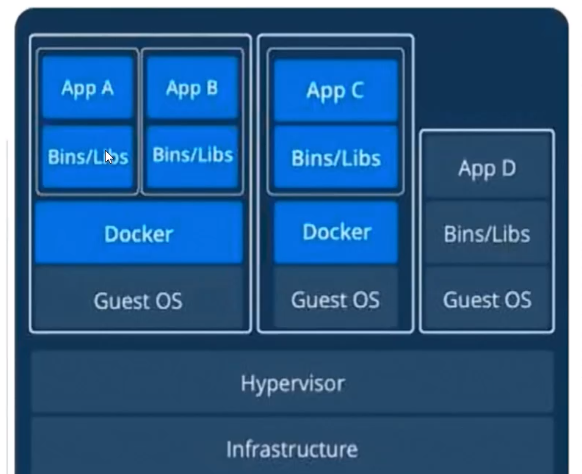 App A
App B
Bins/Libs
Bins/Libs
Docker
Guest OS
App C
Bins/Libs
Docker
Guest OS
App D
Bins/Libs
Guest OS
Hypervisor
Infrastructure